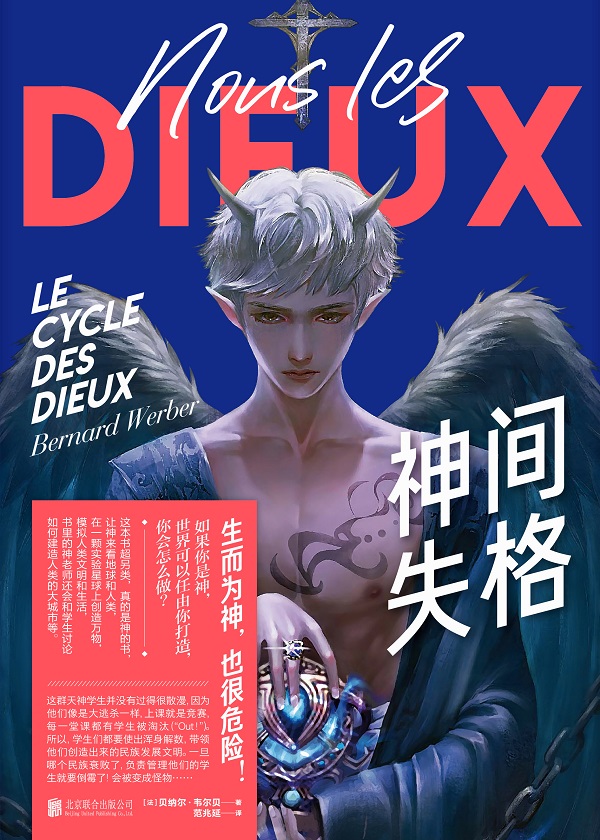 Nous les
DIEUX
LE
CYCLE
DES
DIEUX
Bernard Werber
神间
失格
生而为神，也很危险！
如果你是神，
世界可以任由你打造，
你会怎么做？
这本书超另类，真的是神的书，
让神来看地球和人类，
在一颗实验星球上创造万物，
模拟人类文明和生活，
书里的神老师还会和学生讨论
如何建造人类的大城市等。
这群天神学生并没有过得很散漫，因为
他们像是大逃杀一样，上课就是竞赛，
每一堂课都有学生被淘汰（“Out！”）。
所以，学生们都要使出浑身解数，带领
他们创造出来的民族发展文明。一旦
哪个民族衰败了，负责管理他们的学
生就要倒霉了！会被变成怪物……
北京联合出版公司
Beijing United Publishing Co.,Ltd.
［法］贝纳尔·韦尔贝 著
范兆延 译